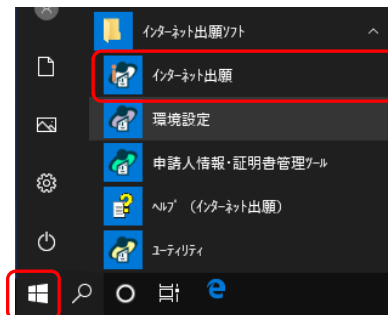 インターネット出願ソフト
インターネット出願
環境設定
申請人情報・証明書管理ツール
ヘルプ （インターネット出願）
ユーティリティ